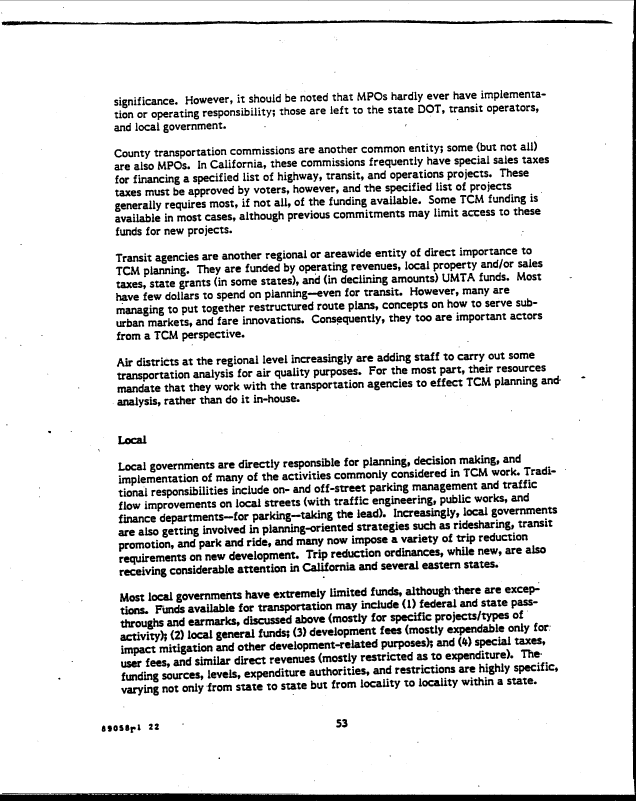 significance. However, it should be noted that MPOs hardly ever have implementa-
tion or operating responsibility; those are left to the state DOT, transit operators,
and local government.
County transportation commissions are another common entity; some (but not all)
are also MPOs. In California, these commissions frequently have special sales taxes
for financing a specified list of highway, transit, and operations projects. These
taxes must be approved by voters, however, and the specified list of projects
generally requires most, if not all, of the funding available. Some TCM funding is
available in most cases, although previous commitments may limit access to these
funds for new projects.
Transit agencies are another regional or areawide entity of direct importance to
TCM planning. They are funded by operating revenues, local property and/or sales
taxes, state grants (in some states), and (in declining amounts) UMTA funds. Most
have few dollars to spend on planning—even for transit. However, many are
managing to put together restructured route plans, concepts on how to serve sub-
urban markets, and fare innovations. Consequently, they too are important actors
from a TCM perspective.
Air districts at the regional level increasingly are adding staff to carry out some
transportation analysis for air quality purposes. For the most part, their resources
mandate that they work with the transportation agencies to effect TCM planning and
analysis, rather than do it in-house.
Local
Local governments are directly responsible for planning, decision making, and
implementation of many of the activities commonly considered in TCM work. Tradi-
tional responsibilities include on- and off-street parking management and traffic
flow improvements on local streets (with traffic engineering, public works, and
finance departments—for parking—taking the lead). Increasingly, local governments
are also getting involved in planning-oriented strategies such as ridesharing, transit
promotion, and park and ride, and many now impose a variety of trip reduction
requirements on new development. Trip reduction ordinances, while new, are also
receiving considerable attention in California and several eastern states.
Most local governments have extremely limited funds, although there are excep-
tions. Funds available for transportation may include (1) federal and state pass-
throughs and earmarks, discussed above (mostly for specific projects/types of
activity); (2) local general funds; (3) development fees (mostly expendable only for
impact mitigation and other development-related purposes); and (4) special taxes,
user fees, and similar direct revenues (mostly restricted as to expenditure). The
funding sources, levels, expenditure authorities, and restrictions are highly specific,
varying not only from state to state but from locality to locality within a state.
89058r1 22
53